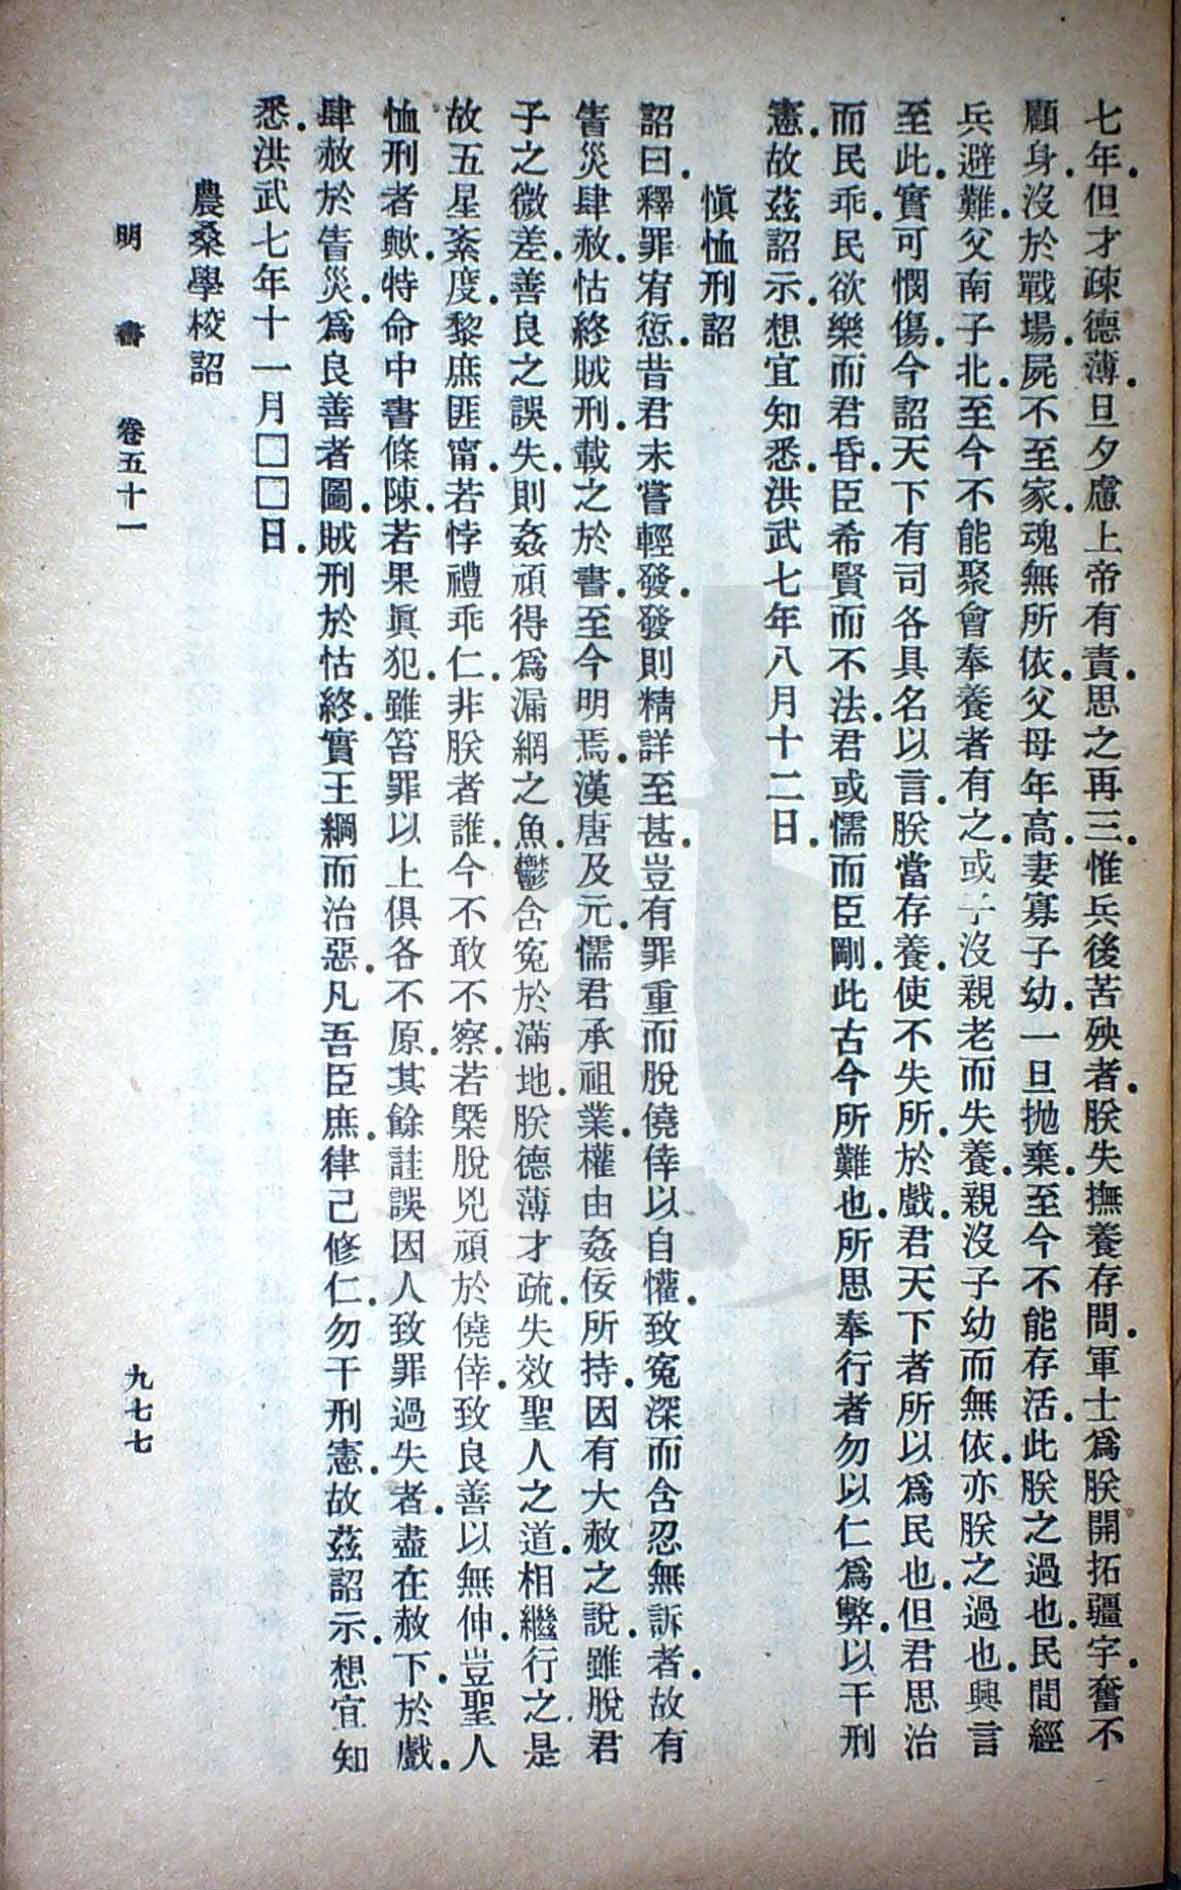 七年．但才疎德薄．旦夕慮上帝有責．思之再三．惟兵後苦殃者．朕失撫養存問．軍士爲朕開拓疆宇．奮不
顧身．沒於戰場．屍不至家．魂無所依．父母年高．妻寡子幼．一旦拋棄．至今不能存活．此朕之過也．民間經
兵避難．父南子北．至今不能聚會奉養者有之．或子沒親老而失養．親沒子幼而無依．亦朕之過也．興言
至此．實可憫傷．今詔天下有司各具名以言．朕當存養．使不失所．於戲．君天下者所以爲民也．但君思治
而民乖．民欲樂而君昏．臣希賢而不法．君或懦而臣剛．此古今所難也．所思奉行者勿以仁爲弊．以干刑
憲．故茲詔示．想宜知悉．洪武七年八月十二日．
愼恤刑詔
詔曰．釋罪宥愆．昔君未嘗輕發．發則精詳至甚．豈有罪重而脫僥倖以自懽．致寃深而含忍無訴者．故有
眚災肆赦．怙終賊刑．載之於書．至今明焉．漢唐及元．懦君承祖業．權由姦佞所持．因有大赦之說．雖脫君
子之微差．善良之誤失．則姦頑得爲漏網之魚．鬱含寃於滿地．朕德薄才疏．失效聖人之道．相繼行之．是
故五星紊度．黎庶匪甯．若悖禮乖仁．非朕者誰．今不敢不察．若槩脫兇頑於僥倖．致良善以無伸．豈聖人
恤刑者歟．特命中書條陳．若果眞犯．雖笞罪以上俱各不原．其餘詿誤因人致罪過失者．盡在赦下．於戲．
肆赦於眚災．爲良善者圖．賊刑於怙終．實王綱而治惡．凡吾臣庶．律己修仁．勿干刑憲．故茲詔示．想宜知
悉．洪武七年十一月□□日．
農桑學校詔
明書 卷五十一 九七七